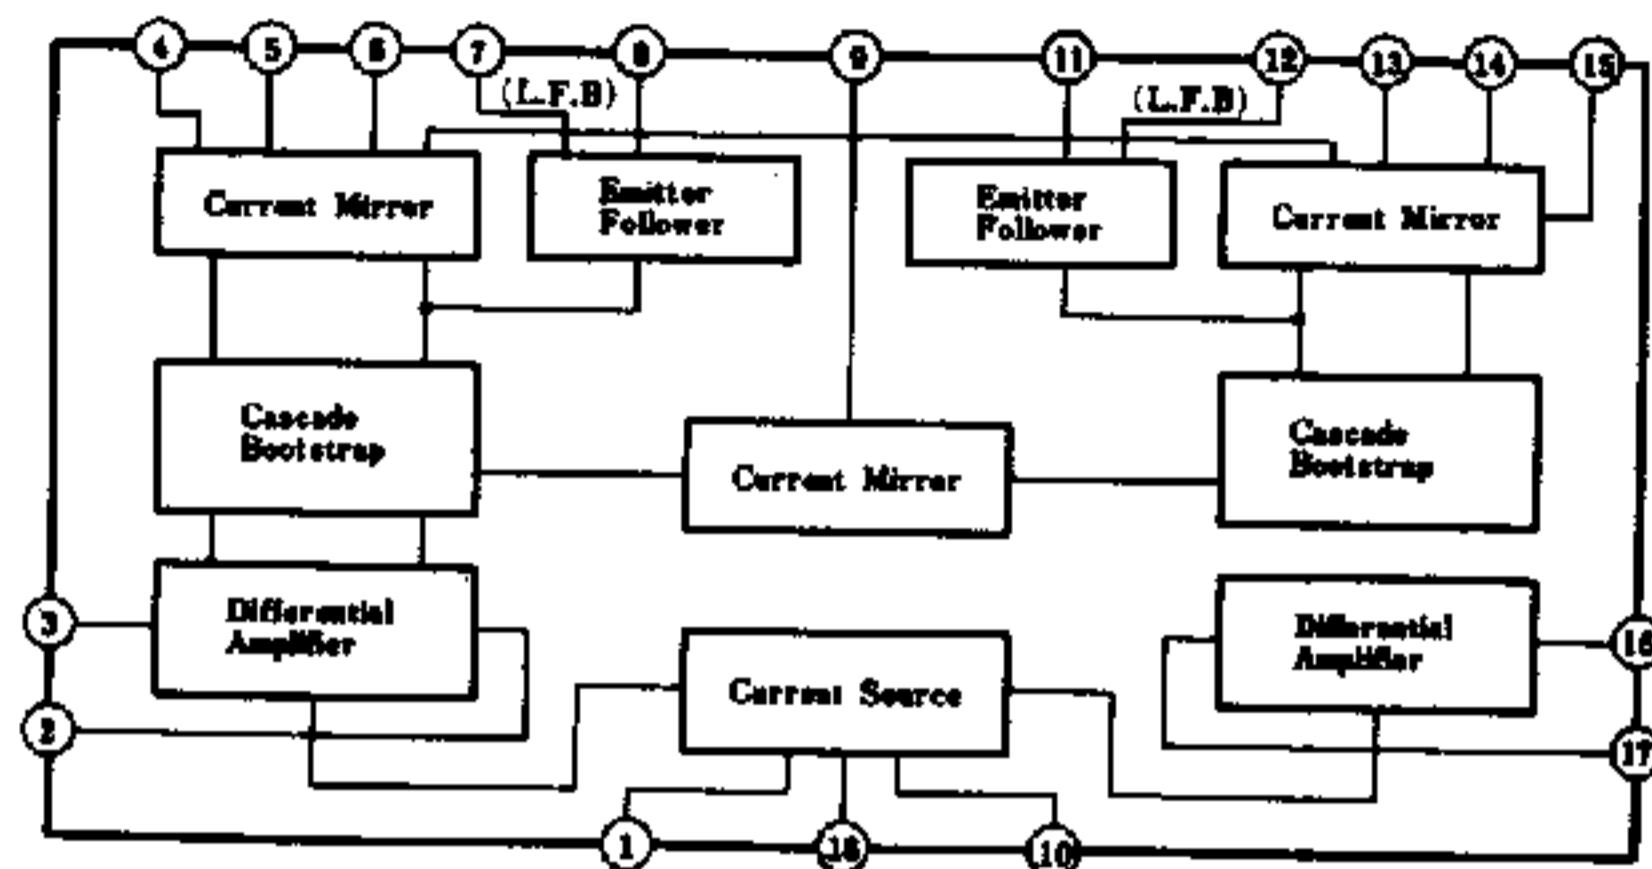 4 5 6 7 8 9 11 12 13 14 15
(L.F.B) (L.F.B)
Current Mirror
Emitter
Follower
Emitter
Follower
Current Mirror
Cascade
Bootstrap
Current Mirror
Cascade
Bootstrap
3
Differential
Amplifier
Current Source
Differential
Amplifier
16
2
17
1 18 10